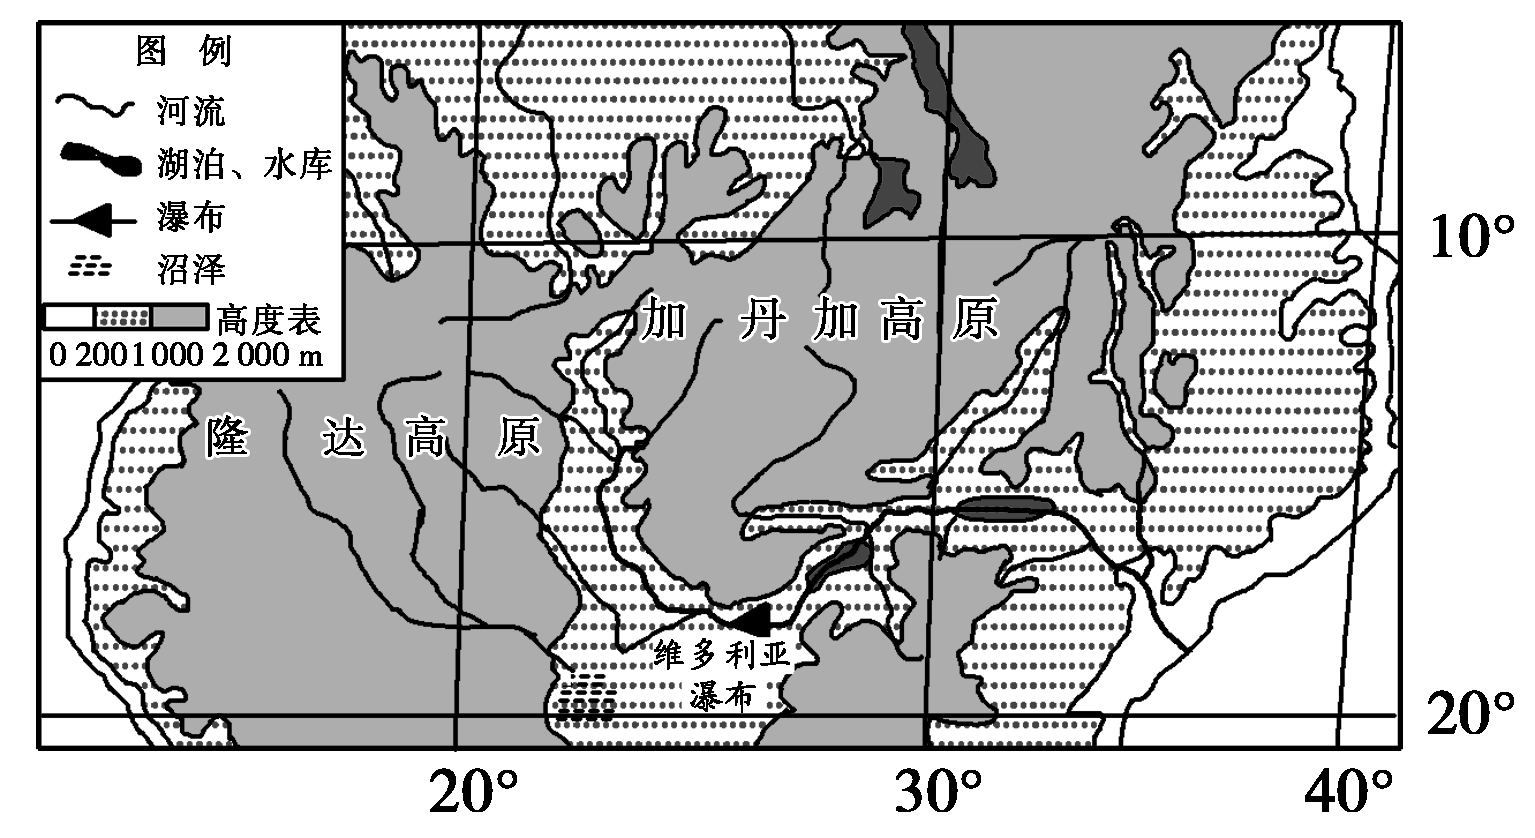 图 例
河流
湖泊、水库
瀑布
沼泽
高度表
0 200 1 000 2 000 m
加丹加高原
隆达高原
维多利亚
瀑布
10°
20°
20°
30°
40°